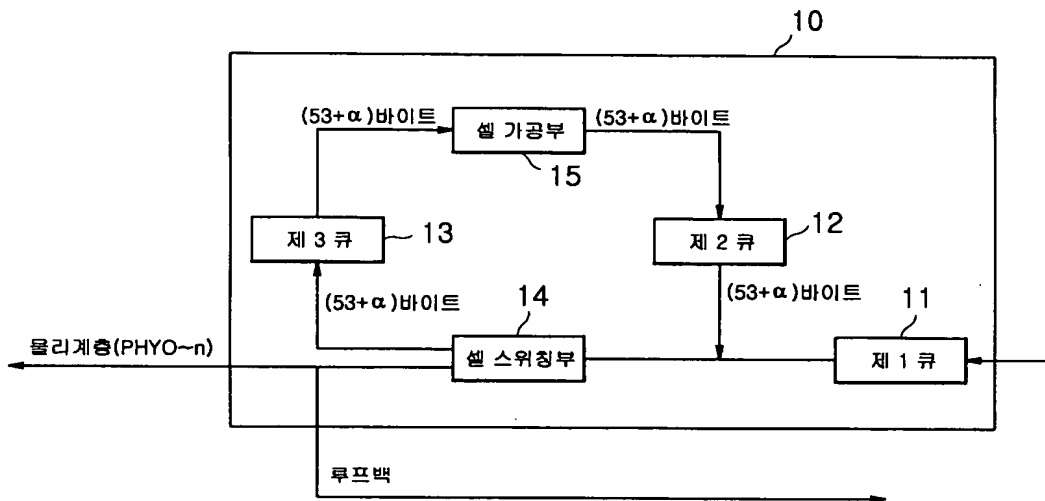 10
(53+α)바이트
셀 가공부
(53+α)바이트
15
제 3 큐
13
제 2 큐
12
(53+α)바이트
(53+α)바이트
14
11
물리계층(PHYO~n)
셀 스위칭부
제 1 큐
루프백